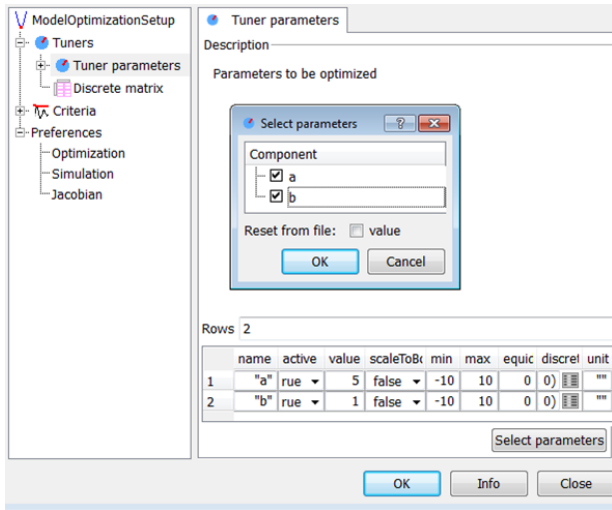 ModelOptimizationSetup
Tuners
Tuner parameters
Discrete matrix
Criteria
Preferences
Optimization
Simulation
Jacobian
Tuner parameters
Description
Parameters to be optimized
Select parameters
Component
a
b
Reset from file: value
OK Cancel
Rows 2
name active value scaleToBo min max equic discret unit
1 "a" rue 5 false -10 10 0 0) ""
2 "b" rue 1 false -10 10 0 0) ""
Select parameters
OK Info Close